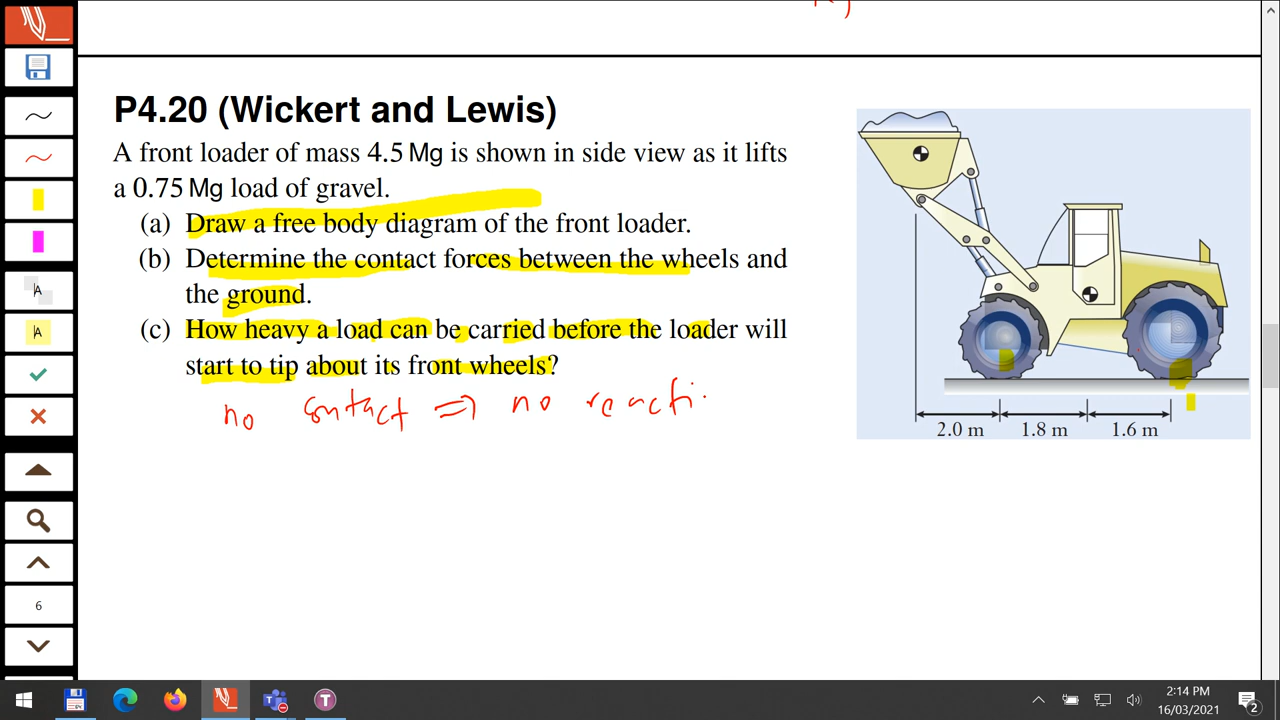 P4.20 (Wickert and Lewis)
A front loader of mass 4.5 Mg is shown in side view as it lifts
a 0.75 Mg load of gravel.
(a) Draw a free body diagram of the front loader.
(b) Determine the contact forces between the wheels and
the ground.
(c) How heavy a load can be carried before the loader will
start to tip about its front wheels?
no contact ⇒ no reacti
2.0 m 1.8 m 1.6 m
A
A
6
T
2:14 PM
16/03/2021
2